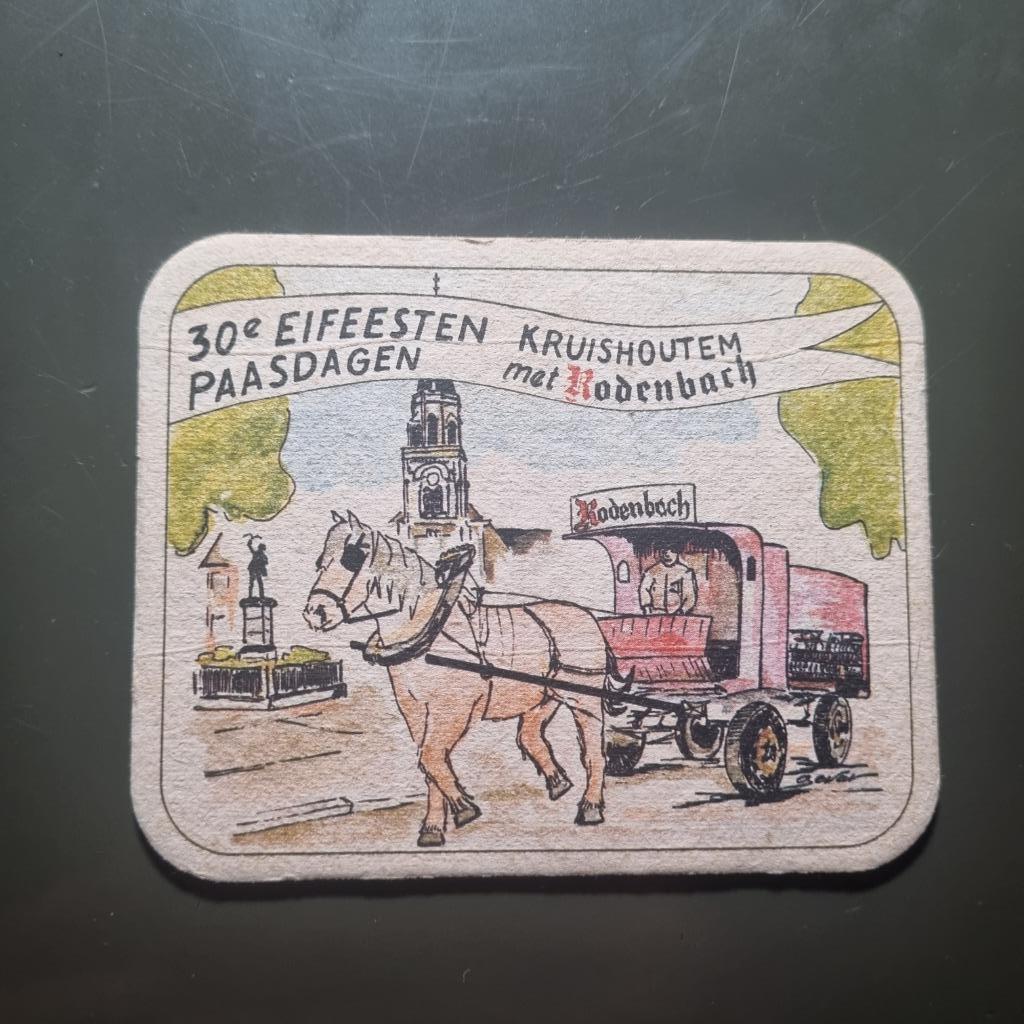 30e EIFEESTEN KRUISHOUTEM
PAASDAGEN met Rodenbach
Rodenbach